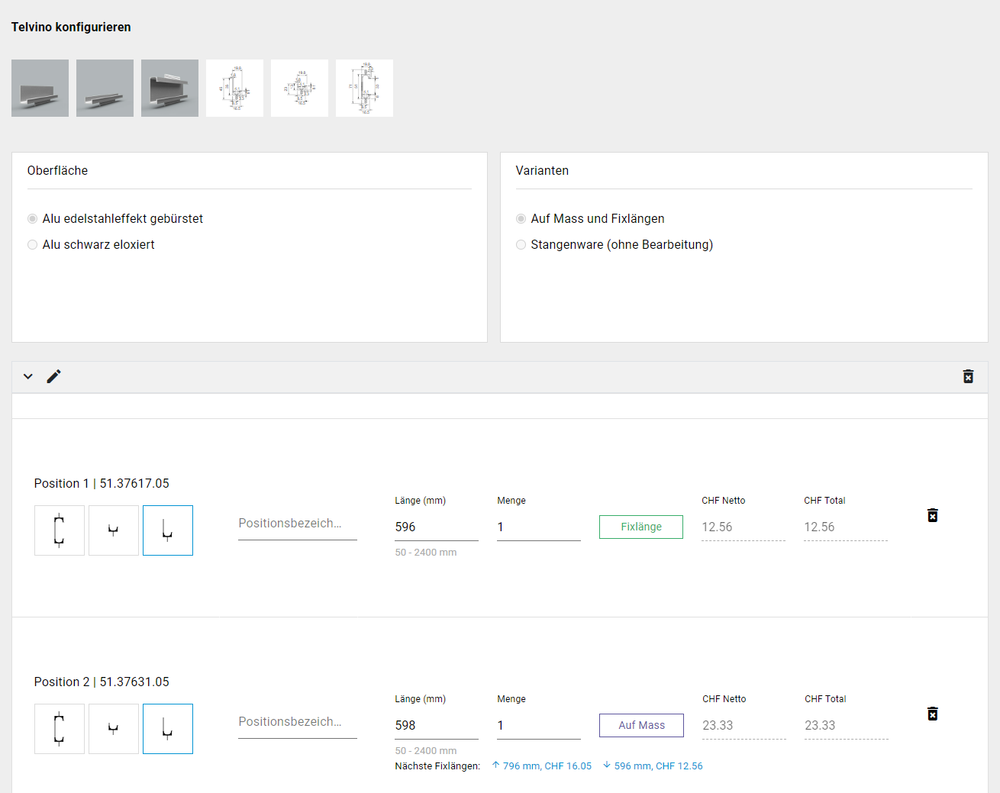 Telvino konfigurieren
Oberfläche
Alu edelstahleffekt gebürstet
Alu schwarz eloxiert
Varianten
Auf Mass und Fixlängen
Stangenware (ohne Bearbeitung)
Position 1 | 51.37617.05
Positionsbezeich...
Länge (mm)
596
50 - 2400 mm
Menge
1
Fixlänge
CHF Netto
12.56
CHF Total
12.56
Position 2 | 51.37631.05
Positionsbezeich...
Länge (mm)
598
50 - 2400 mm
Menge
1
Auf Mass
CHF Netto
23.33
CHF Total
23.33
Nächste Fixlängen: ↑ 796 mm, CHF 16.05 ↓ 596 mm, CHF 12.56